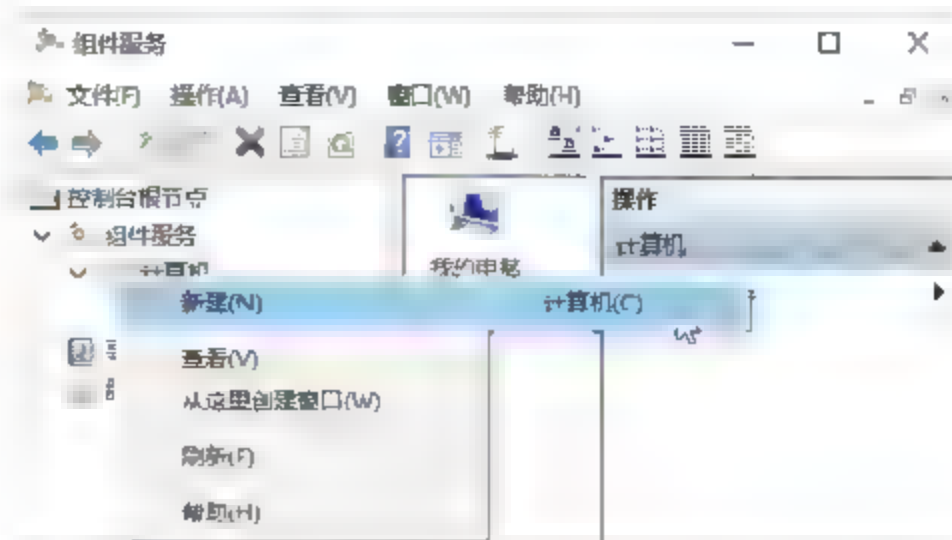 组件服务
文件(F) 操作(A) 查看(V) 窗口(W) 帮助(H)
控制台根节点
组件服务
计算机
我的电脑
操作
计算机
新建(N) 计算机(C)
查看(V)
从这里创建窗口(W)
刷新(F)
帮助(H)